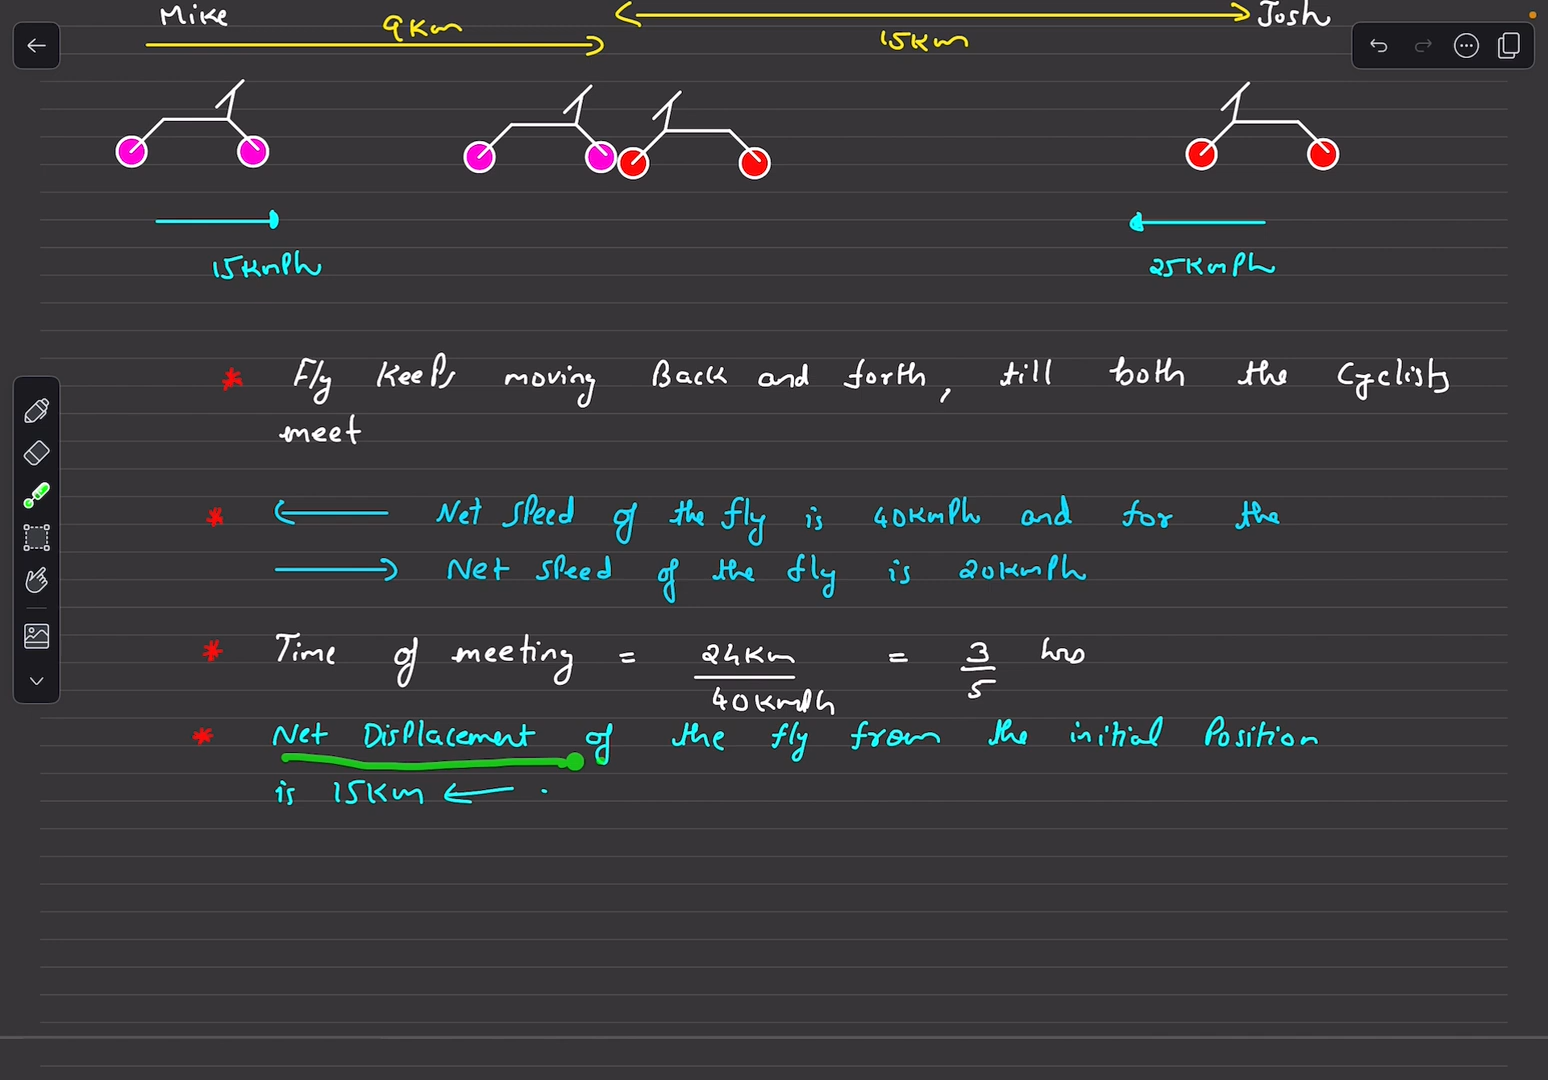 Mike
9Km
15Km
Josh
15KmPh
25KmPh
* Fly Keeps moving Back and forth, till both the Cyclists
meet
* ← Net Speed of the fly is 40KmPh and for the
→ Net Speed of the fly is 20KmPh
* Time of meeting = 24Km / 40KmPh = 3/5 hrs
* Net Displacement of the fly from the initial Position
is 15Km ← .